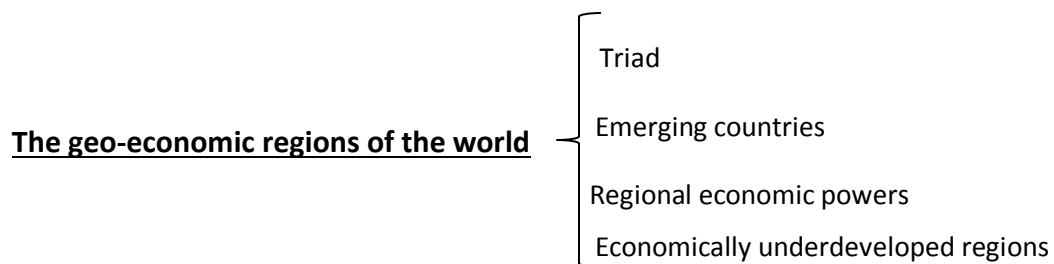 Triad
Emerging countries
The geo-economic regions of the world
Regional economic powers
Economically underdeveloped regions